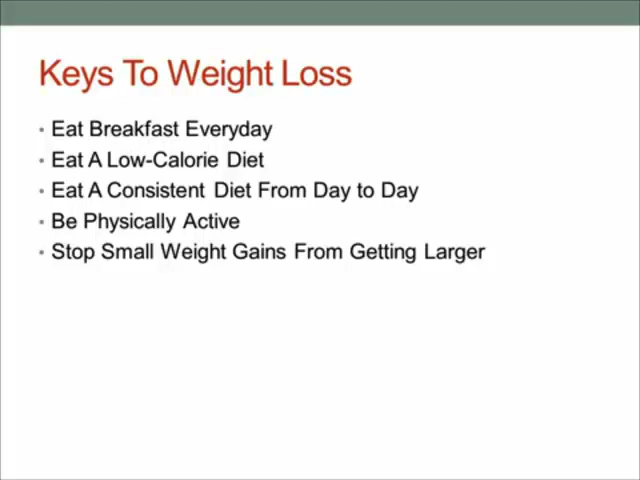 Keys To Weight Loss
• Eat Breakfast Everyday
• Eat A Low-Calorie Diet
• Eat A Consistent Diet From Day to Day
• Be Physically Active
• Stop Small Weight Gains From Getting Larger